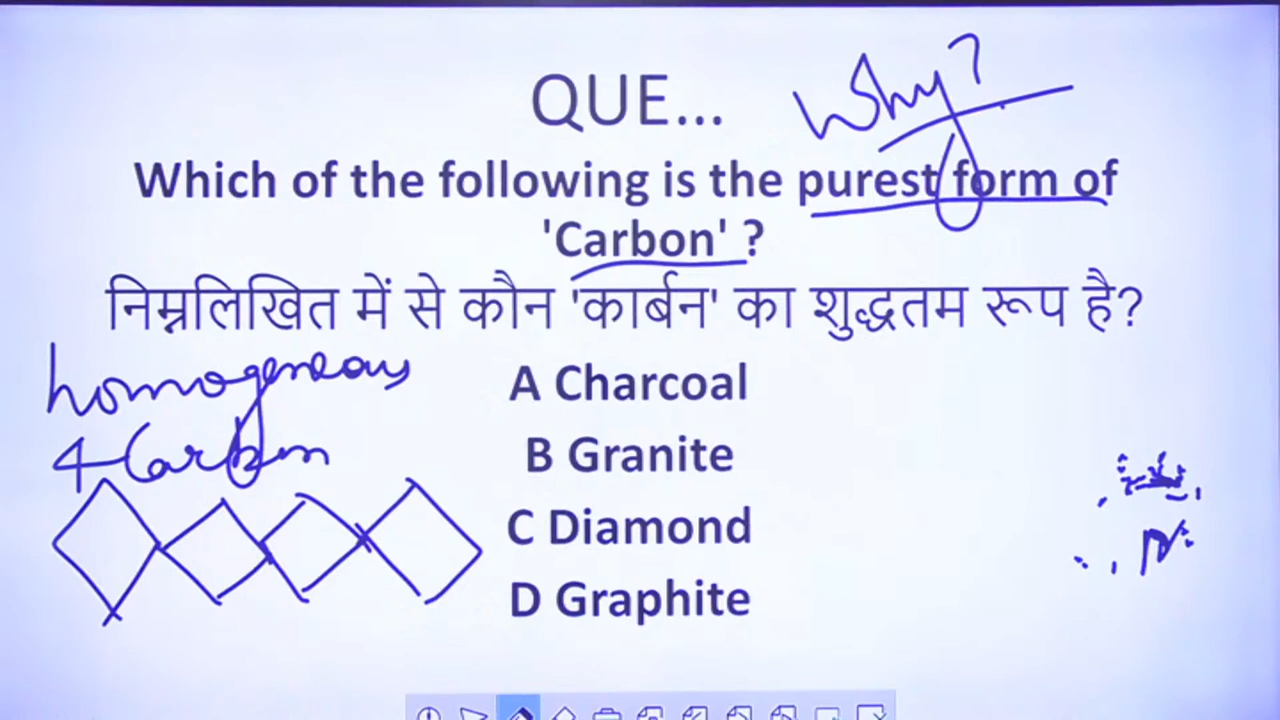 Why?
QUE...
Which of the following is the purest form of
'Carbon' ?
निम्नलिखित में से कौन 'कार्बन' का शुद्धतम रूप है?
homogeneous
4 Carbon
A Charcoal
B Granite
C Diamond
D Graphite